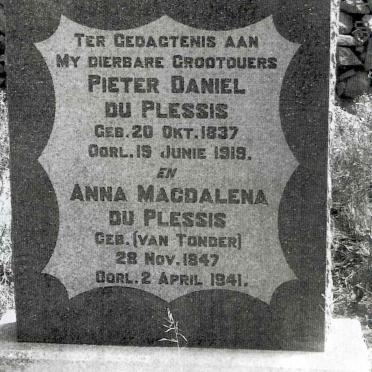 Ter Gedagtenis aan
My dierbare Grootouers
Pieter Daniel
du Plessis
Geb. 20 Okt. 1837
Oorl. 19 Junie 1919.
en
Anna Magdalena
du Plessis
Geb. (van Tonder)
28 Nov. 1847
Oorl. 2 April 1941.